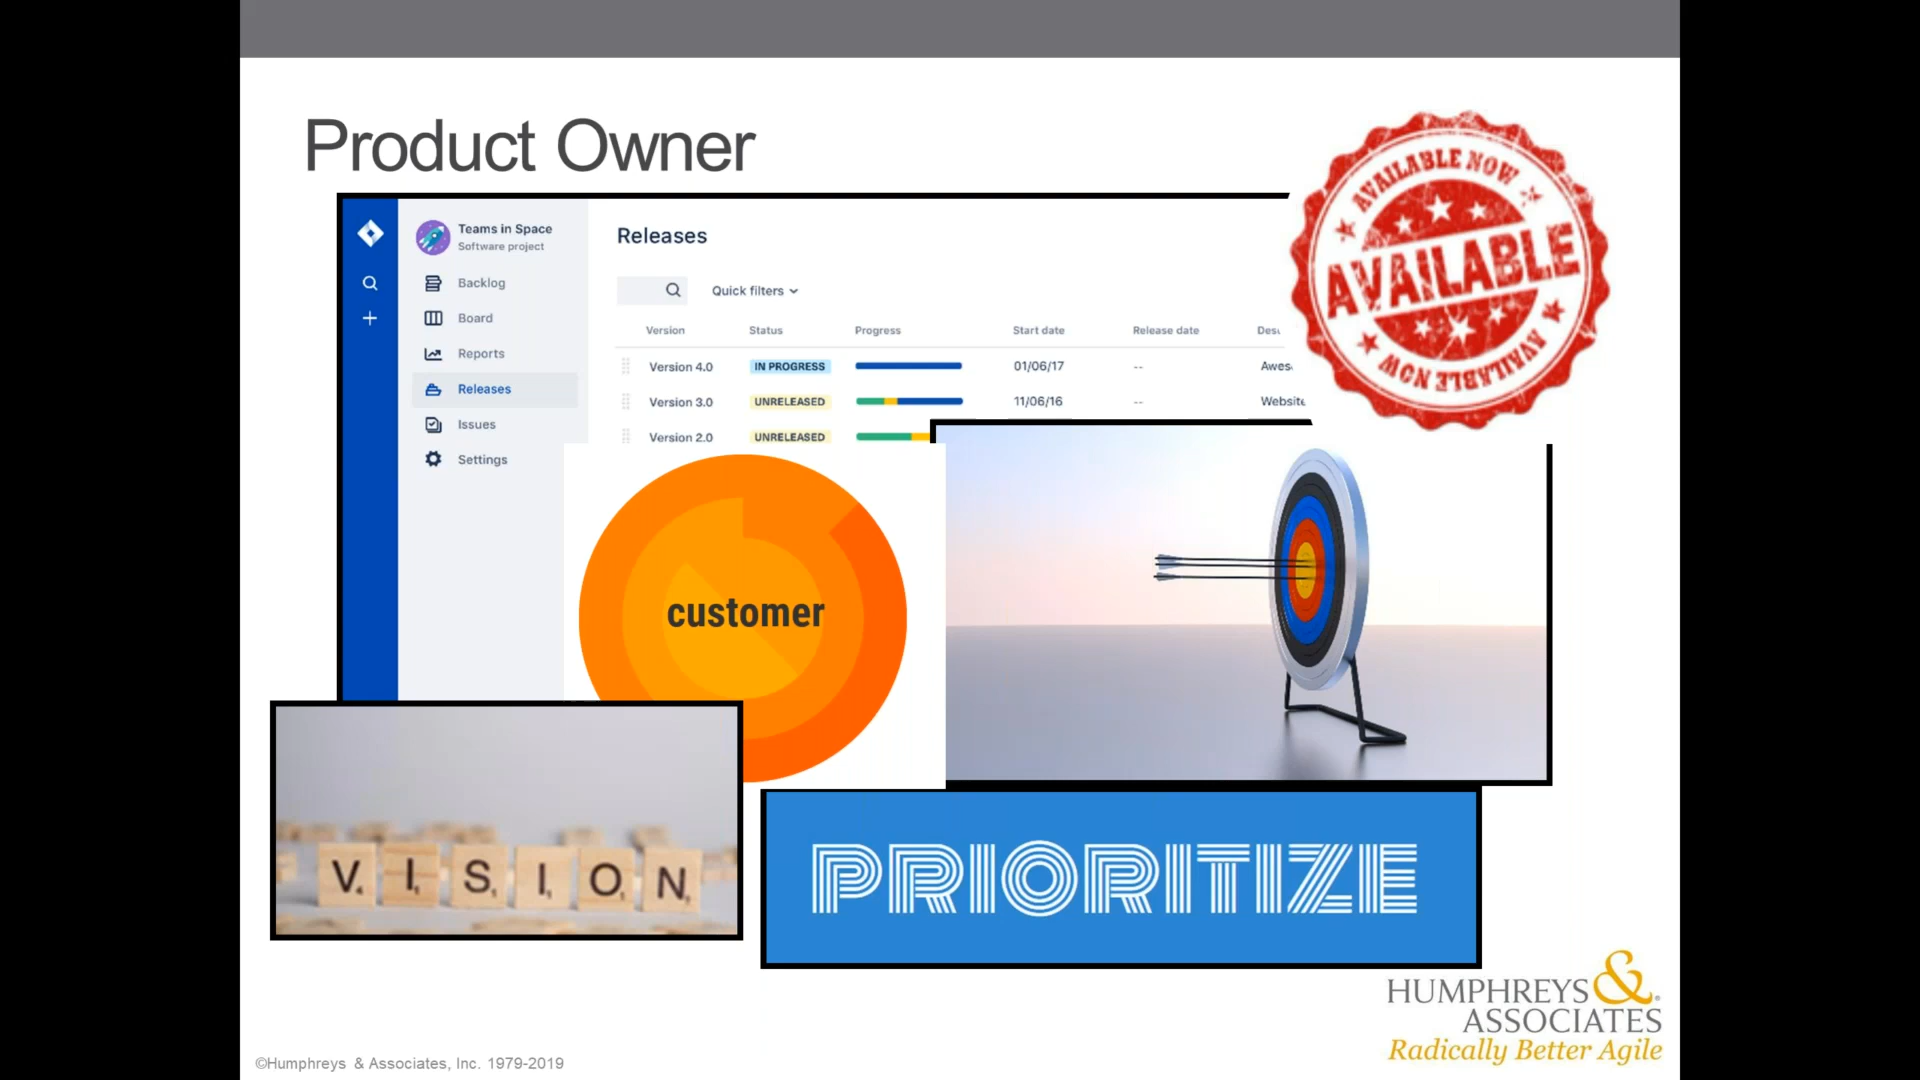 Product Owner
AVAILABLE NOW
AVAILABLE
AVAILABLE NOW
Teams in Space
Software project
Backlog
Board
Reports
Releases
Issues
Settings
Releases
Quick filters
Version Status Progress Start date Release date
Version 4.0 IN PROGRESS 01/06/17 --
Version 3.0 UNRELEASED 11/06/16 -- Website
Version 2.0 UNRELEASED
customer
VISION
PRIORITIZE
HUMPHREYS &
ASSOCIATES
Radically Better Agile
©Humphreys & Associates, Inc. 1979-2019